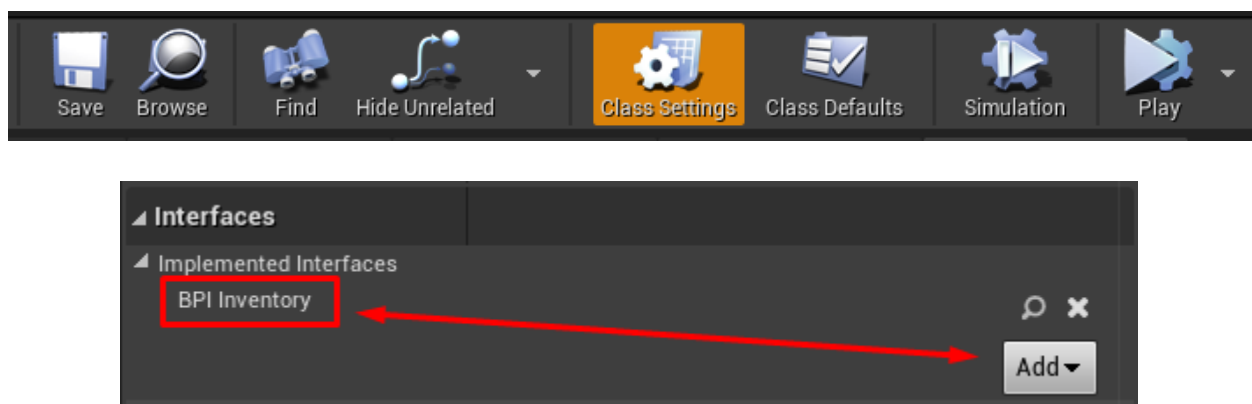 Save Browse Find Hide Unrelated Class Settings Class Defaults Simulation Play
Interfaces
Implemented Interfaces
BPI Inventory
Add